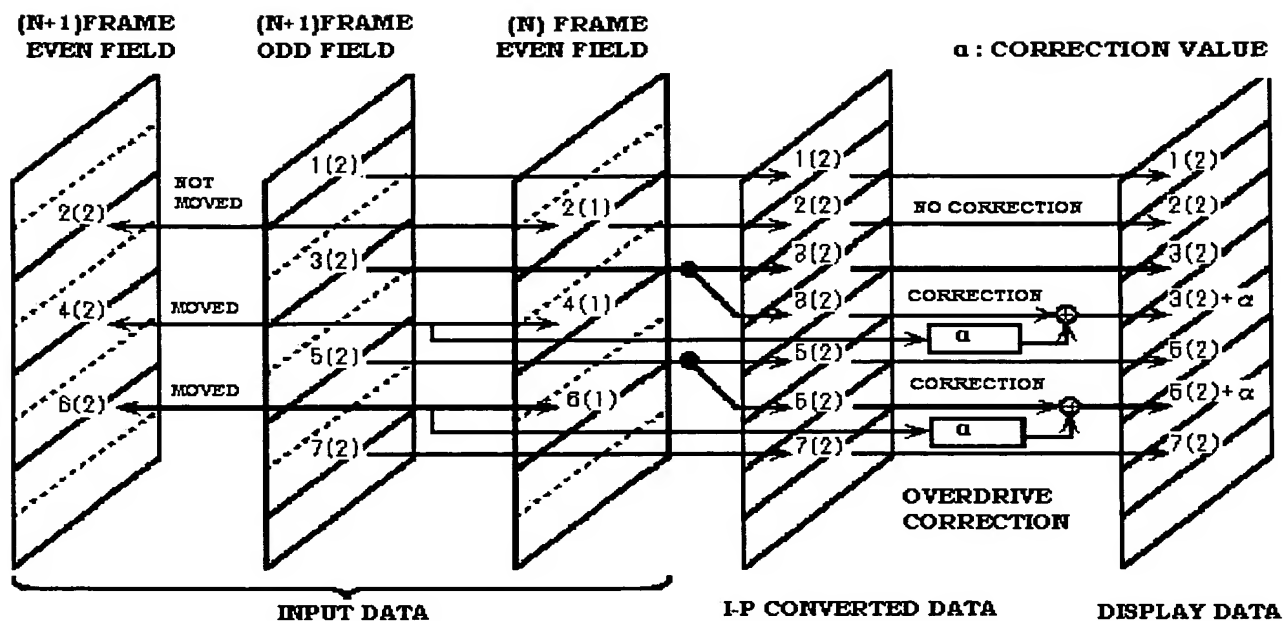 (N+1)FRAME
EVEN FIELD
(N+1)FRAME
ODD FIELD
(N) FRAME
EVEN FIELD
α : CORRECTION VALUE
1(2)
1(2)
1(2)
NOT
MOVED
2(2)
2(1)
2(2)
NO CORRECTION
2(2)
3(2)
3(2)
3(2)
4(2)
MOVED
4(1)
3(2)
CORRECTION
3(2)+α
α
5(2)
5(2)
5(2)
6(2)
MOVED
6(1)
5(2)
CORRECTION
5(2)+α
α
7(2)
7(2)
7(2)
OVERDRIVE
CORRECTION
INPUT DATA
I-P CONVERTED DATA
DISPLAY DATA